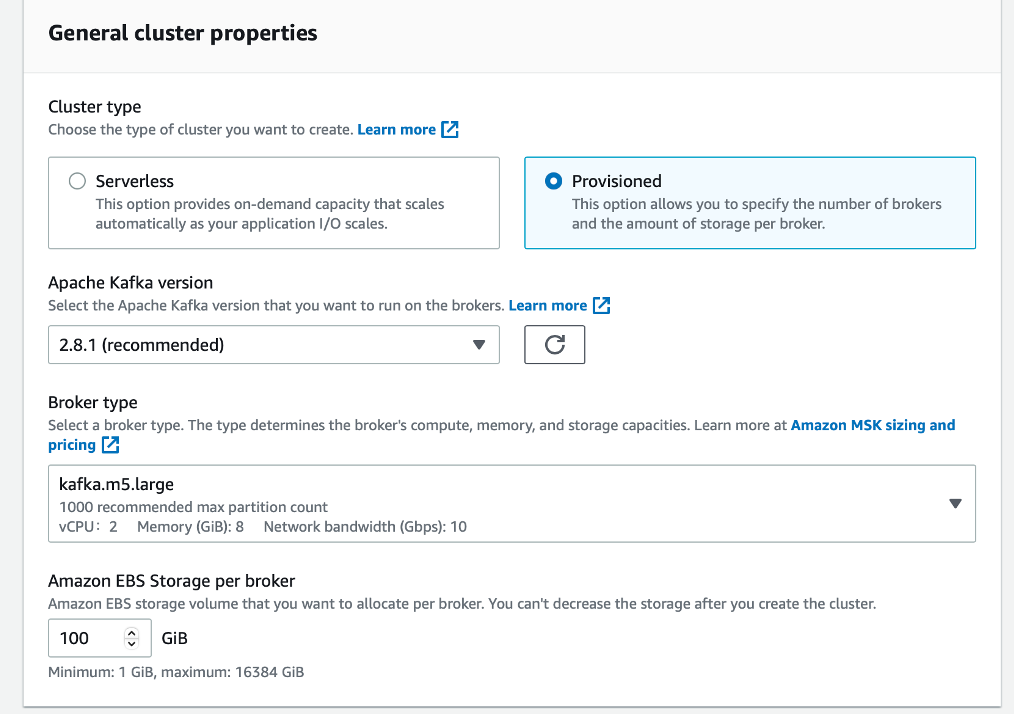 General cluster properties
Cluster type
Choose the type of cluster you want to create. Learn more
Serverless
This option provides on-demand capacity that scales
automatically as your application I/O scales.
Provisioned
This option allows you to specify the number of brokers
and the amount of storage per broker.
Apache Kafka version
Select the Apache Kafka version that you want to run on the brokers. Learn more
2.8.1 (recommended)
Broker type
Select a broker type. The type determines the broker's compute, memory, and storage capacities. Learn more at Amazon MSK sizing and
pricing
kafka.m5.large
1000 recommended max partition count
vCPU: 2 Memory (GiB): 8 Network bandwidth (Gbps): 10
Amazon EBS Storage per broker
Amazon EBS storage volume that you want to allocate per broker. You can't decrease the storage after you create the cluster.
100 GiB
Minimum: 1 GiB, maximum: 16384 GiB